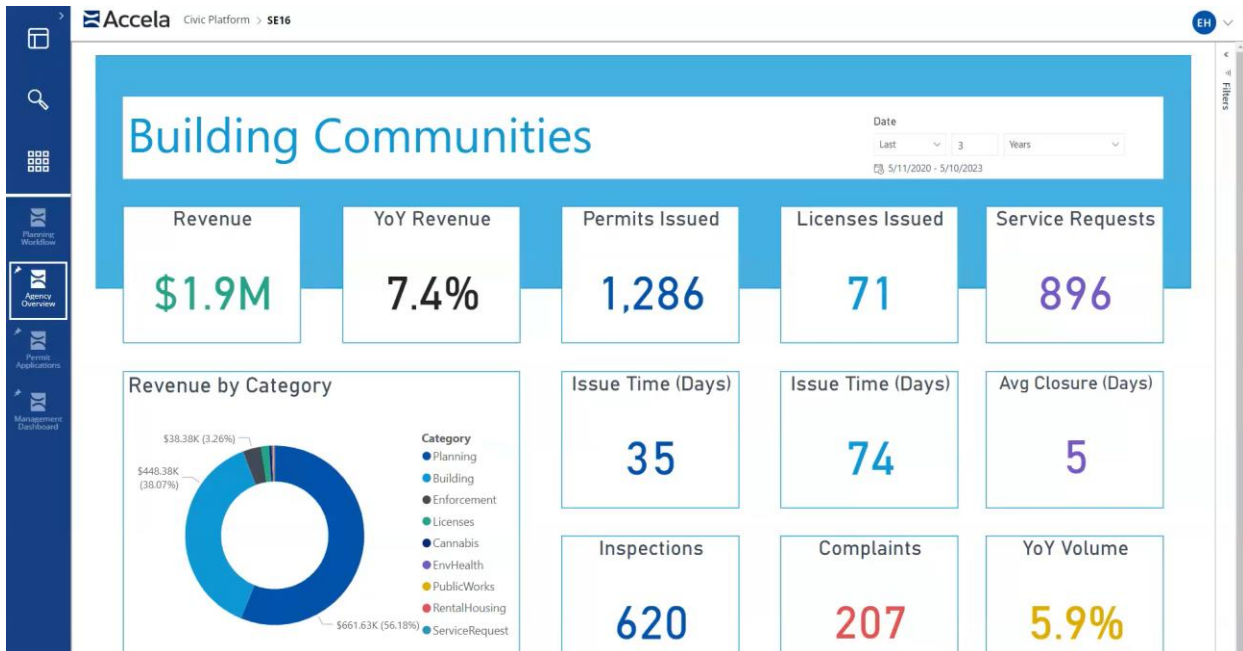 Accela Civic Platform > SE16
EH
Filters
Planning
Workflow
Agency
Overview
Permit
Applications
Management
Dashboard
Building Communities
Date
Last 3 Years
5/11/2020 - 5/10/2023
Revenue
$1.9M
YoY Revenue
7.4%
Permits Issued
1,286
Licenses Issued
71
Service Requests
896
Revenue by Category
$38.38K (3.26%)
$448.38K
(38.07%)
$661.63K (56.18%)
Category
Planning
Building
Enforcement
Licenses
Cannabis
EnvHealth
PublicWorks
RentalHousing
ServiceRequest
Issue Time (Days)
35
Issue Time (Days)
74
Avg Closure (Days)
5
Inspections
620
Complaints
207
YoY Volume
5.9%